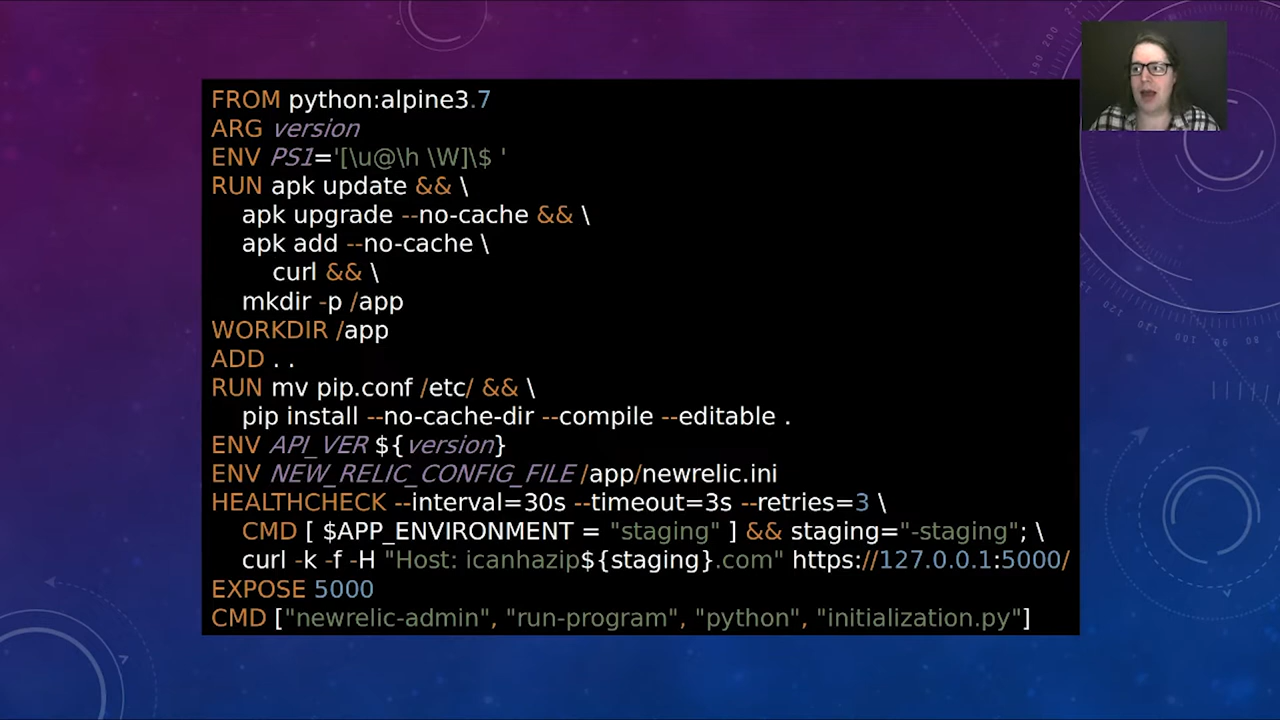 FROM python:alpine3.7
ARG version
ENV PS1='[\u@\h \W]\$ '
RUN apk update && \
    apk upgrade --no-cache && \
    apk add --no-cache \
        curl && \
    mkdir -p /app
WORKDIR /app
ADD . .
RUN mv pip.conf /etc/ && \
    pip install --no-cache-dir --compile --editable .
ENV API_VER ${version}
ENV NEW_RELIC_CONFIG_FILE /app/newrelic.ini
HEALTHCHECK --interval=30s --timeout=3s --retries=3 \
    CMD [ $APP_ENVIRONMENT = "staging" ] && staging="-staging"; \
    curl -k -f -H "Host: icanhazip${staging}.com" https://127.0.0.1:5000/
EXPOSE 5000
CMD ["newrelic-admin", "run-program", "python", "initialization.py"]